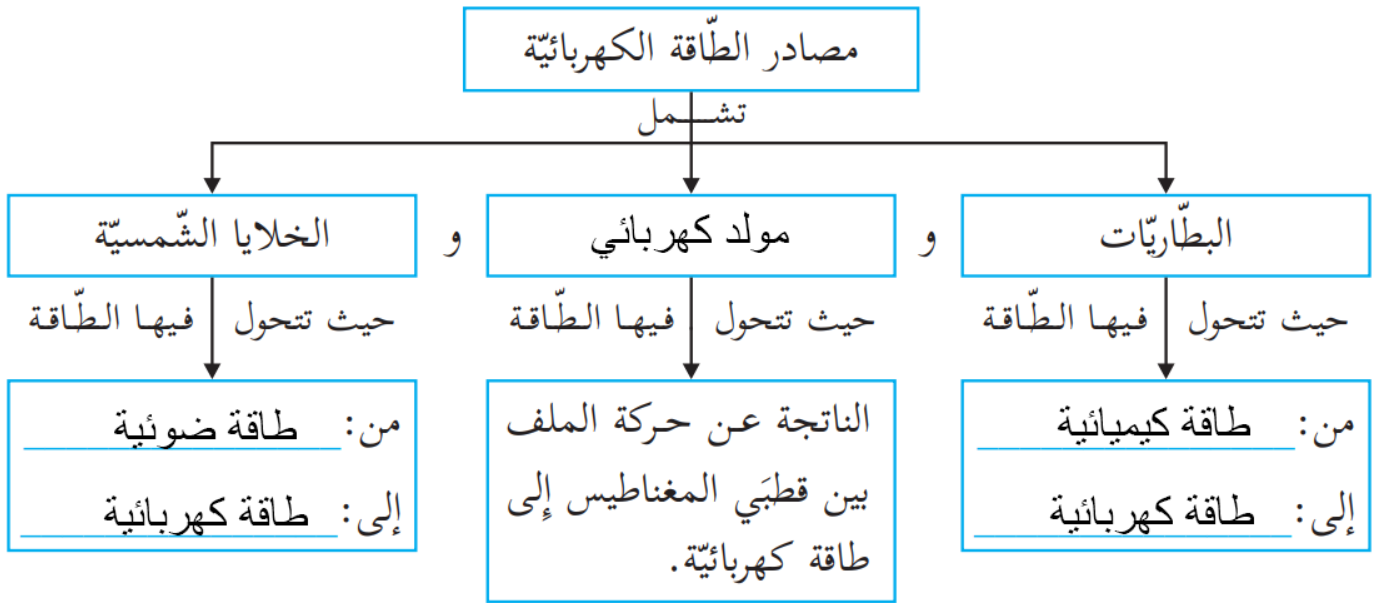 مصادر الطّاقة الكهربائيّة
تشـــمل
البطّاريّات
و
مولد كهربائي
و
الخلايا الشّمسيّة
حيث تتحول فيها الطّاقة
حيث تتحول فيها الطّاقة
حيث تتحول فيها الطّاقة
من: طاقة كيميائية
إلى: طاقة كهربائية
الناتجة عن حركة الملف
بين قطبَي المغناطيس إِلى
طاقة كهربائيّة.
من: طاقة ضوئية
إلى: طاقة كهربائية